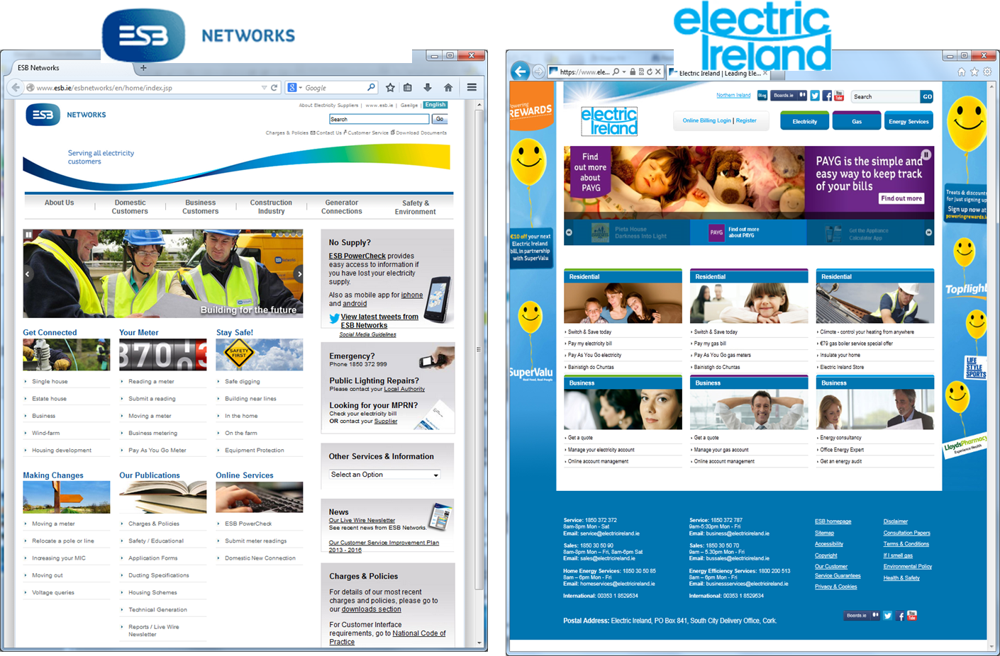 ESB NETWORKS
ESB Networks
www.esb.ie/esbnetworks/en/home/index.jsp
Google
ESB NETWORKS
About Electricity Suppliers | www.esb.ie | Gaeilge | English
Search
Go
Charges & Policies Contact Us Customer Service Download Documents
Serving all electricity
customers
About Us
Domestic
Customers
Business
Customers
Construction
Industry
Generator
Connections
Safety &
Environment
Building for the future
Get Connected
Single house
Estate house
Business
Wind-farm
Housing development
Your Meter
Reading a meter
Submit a reading
Moving a meter
Business metering
Pay As You Go Meter
Stay Safe!
SAFETY
FIRST
Safe digging
Building near lines
In the home
On the farm
Equipment Protection
Making Changes
Moving a meter
Relocate a pole or line
Increasing your MIC
Moving out
Voltage queries
Our Publications
Charges & Policies
Safety / Educational
Application Forms
Ducting Specifications
Housing Schemes
Technical Generation
Reports / Live Wire
Newsletter
Online Services
ESB PowerCheck
Submit meter readings
Domestic New Connection
No Supply?
ESB PowerCheck provides
easy access to information if
you have lost your electricity
supply.
Also as mobile app for iphone
and android
View latest tweets from
ESB Networks
Social Media Guidelines
Emergency?
Phone 1850 372 999
Public Lighting Repairs?
Please contact your Local Authority
Looking for your MPRN?
Check your electricity bill
OR contact your Supplier
Other Services & Information
Select an Option
News
Our Live Wire Newsletter
See recent news from ESB Networks.
Our Customer Service Improvement Plan
2013 - 2016
Charges & Policies
For details of our most recent
charges and policies, please go to
our downloads section
For Customer Interface
requirements, go to National Code of
Practice
electric
Ireland
https://www.ele...
Electric Ireland | Leading Ele...
Northern Ireland
Blog
Boards.ie
You
Tube
Search
GO
electric
Ireland
Online Billing Login | Register
Electricity
Gas
Energy Services
Find
out more
about
PAYG
PAYG is the simple and
easy way to keep track
of your bills
Find out more
Pieta House
Darkness Into Light
PAYG
Find out more
about PAYG
Get the Appliance
Calculator App
Powering
REWARDS
€10 off your next
Electric Ireland
bill, in partnership
with SuperValu
SuperValu
Real Food, Real People
Treats & discounts
for just signing up
Sign up now at
poweringrewards.ie
Topflight
LIFE
STYLE
SPORTS
LloydsPharmacy
Experience Health
Residential
Switch & Save today
Pay my electricity bill
Pay As You Go electricity
Bainistigh do Chuntas
Residential
Switch & Save today
Pay my gas bill
Pay As You Go gas meters
Bainistigh do Chuntas
Residential
Climote - control your heating from anywhere
€79 gas boiler service special offer
Insulate your home
Electric Ireland Store
Business
Get a quote
Manage your electricity account
Online account management
Business
Get a quote
Manage your gas account
Online account management
Business
Energy consultancy
Office Energy Expert
Get an energy audit
Service: 1850 372 372
8am-8pm Mon - Sat
Email: service@electricireland.ie
Sales: 1850 30 50 90
8am-8pm Mon – Fri, 8am-6pm Sat
Email: sales@electricireland.ie
Home Energy Services: 1850 30 50 85
8am – 6pm Mon - Fri
Email: homeservices@electricireland.ie
International: 00353 1 8529534
Service: 1850 372 787
9am-5:30pm Mon - Fri
Email: business@electricireland.ie
Sales: 1850 30 50 70
9am – 5.30pm Mon - Fri
Email: bussales@electricireland.ie
Energy Efficiency Services: 1800 200 513
8am – 6pm Mon - Fri
Email: businessservices@electricireland.ie
International: 00353 1 8529534
ESB homepage
Sitemap
Accessibility
Copyright
Our Customer
Service Guarantees
Privacy & Cookies
Disclaimer
Consultation Papers
Terms & Conditions
If I smell gas
Environmental Policy
Health & Safety
Boards.ie
You
Tube
Postal Address: Electric Ireland, PO Box 841, South City Delivery Office, Cork.